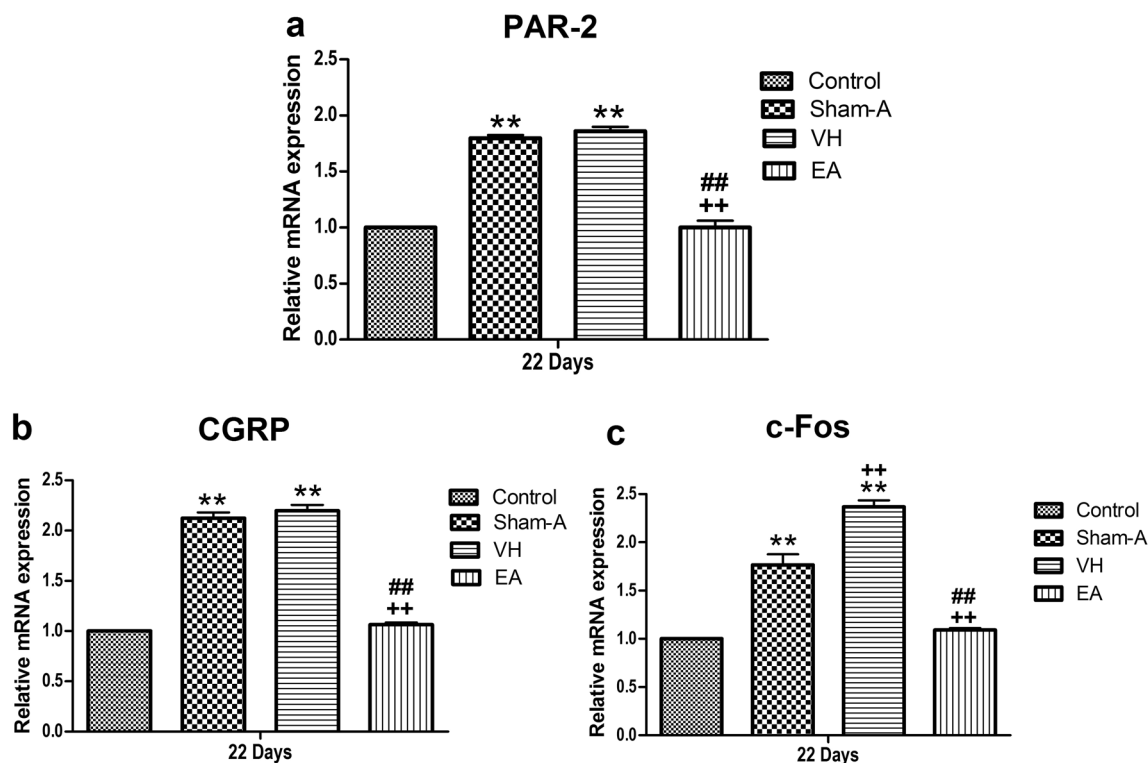 a
PAR-2
Relative mRNA expression
2.5
2.0
1.5
1.0
0.5
0.0
**
**
##
++
22 Days
Control
Sham-A
VH
EA
b
CGRP
Relative mRNA expression
2.5
2.0
1.5
1.0
0.5
0.0
**
**
##
++
22 Days
Control
Sham-A
VH
EA
c
c-Fos
Relative mRNA expression
2.5
2.0
1.5
1.0
0.5
0.0
**
++
**
##
++
22 Days
Control
Sham-A
VH
EA